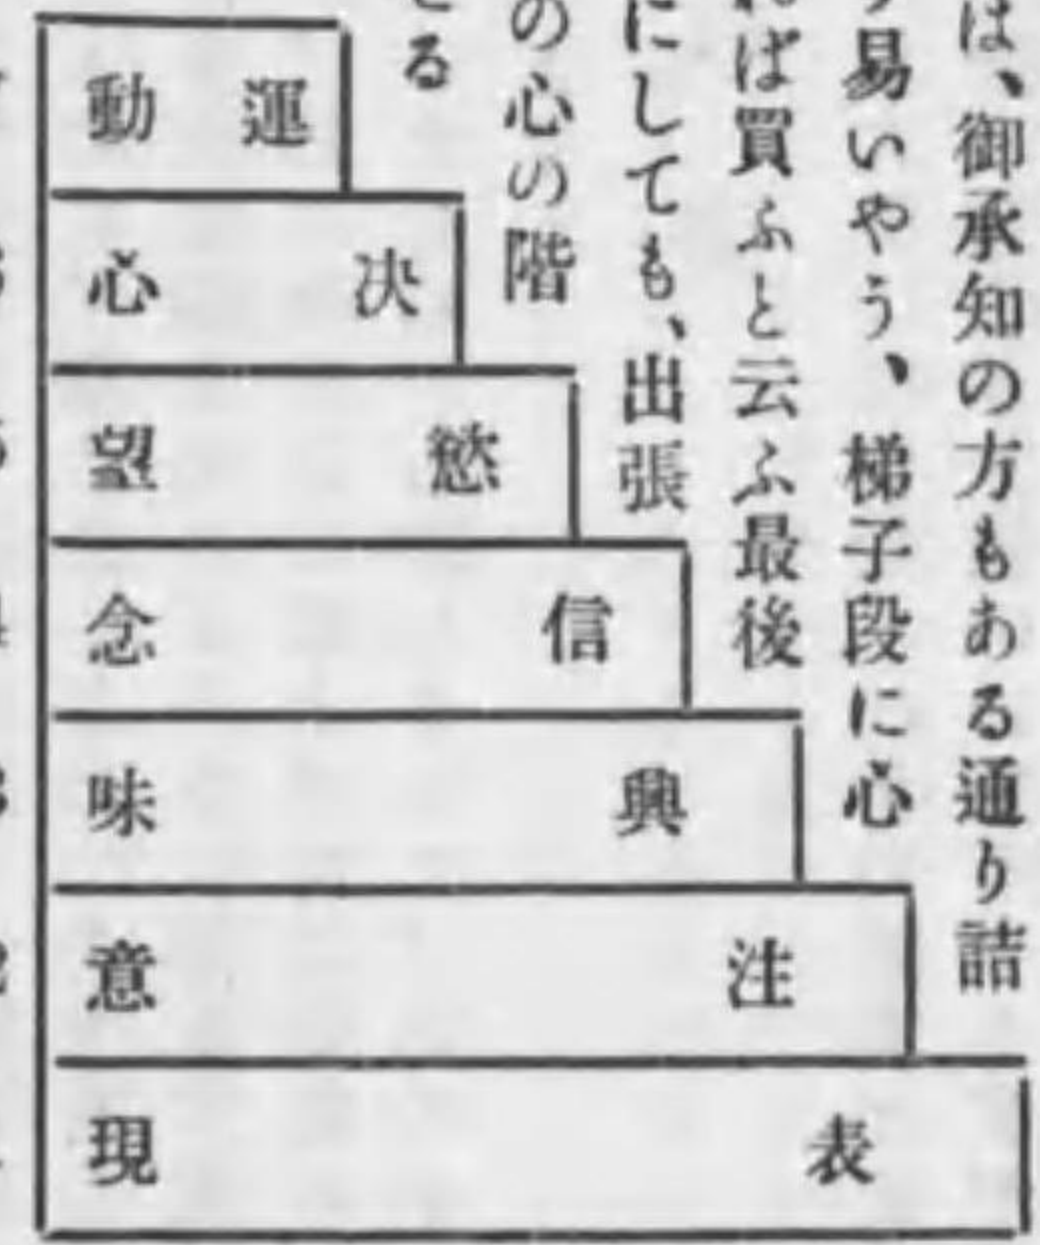 は、御承知の方もある通り詰
易いやう、梯子段に心
ば買ふと云ふ最後
にしても、出張
の心の階
る
運動
決心
慾望
信念
興味
注意
表現